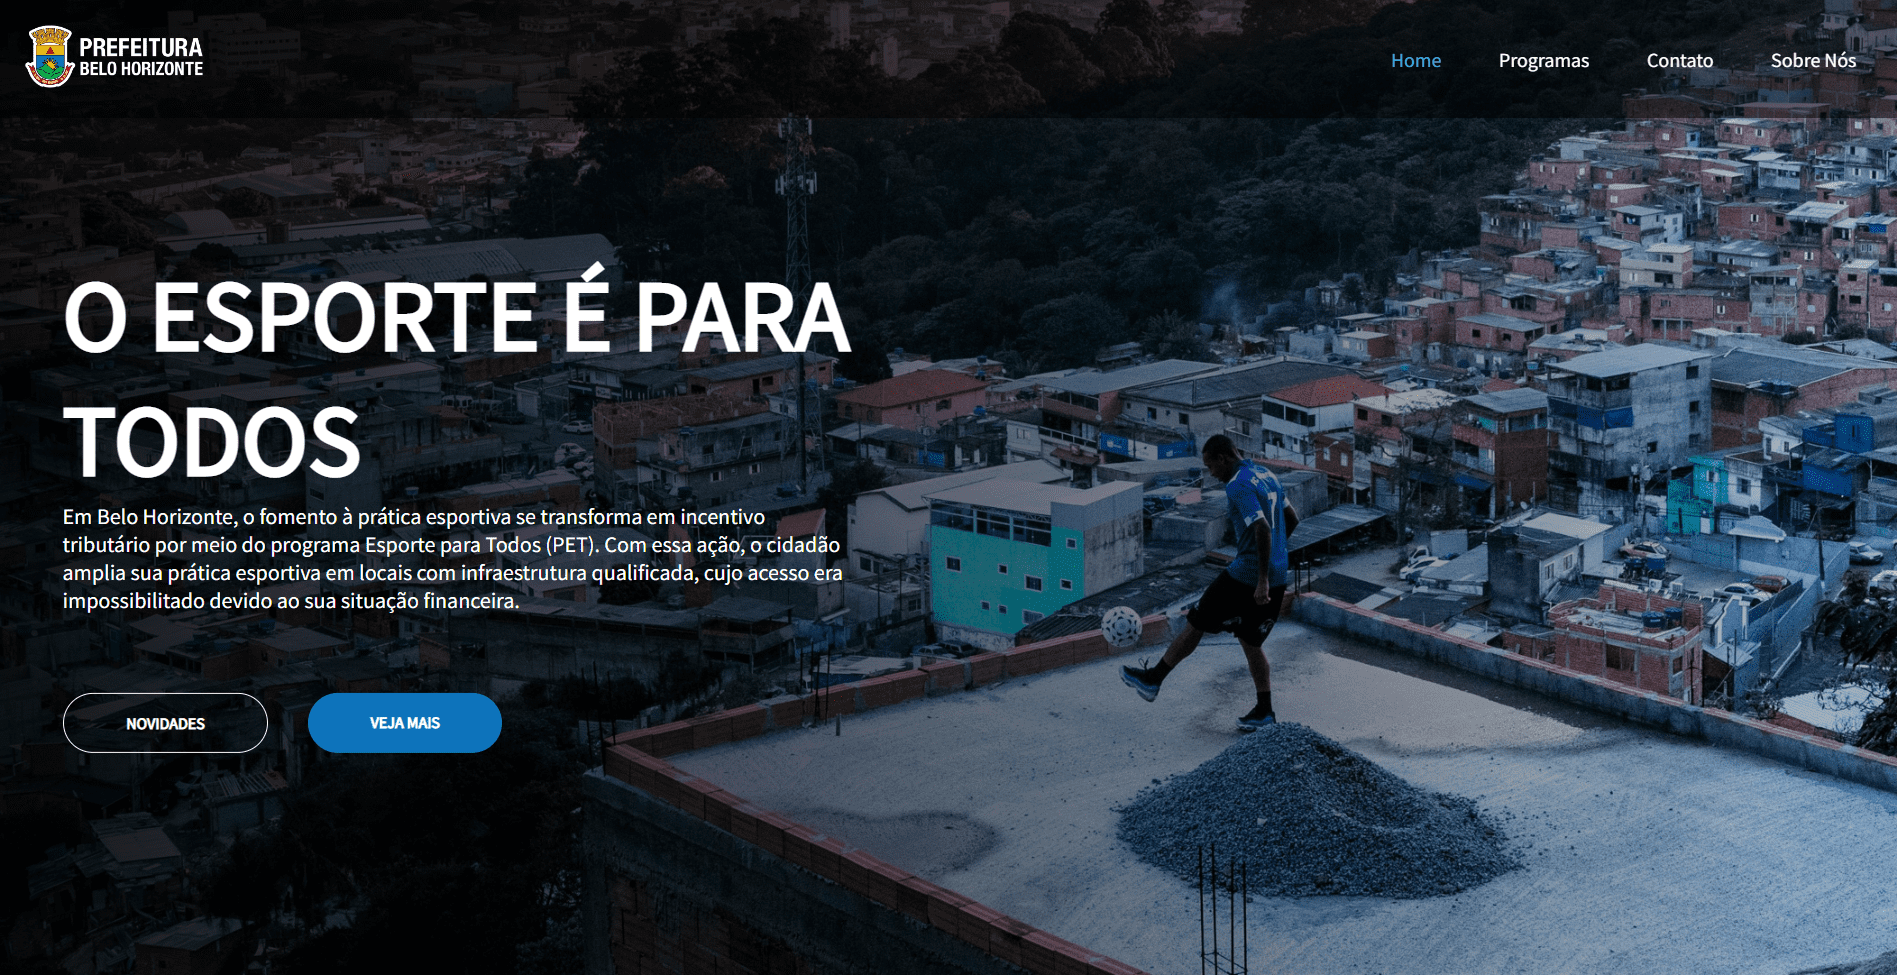 PREFEITURA
BELO HORIZONTE
Home Programas Contato Sobre Nós
O ESPORTE É PARA
TODOS
Em Belo Horizonte, o fomento à prática esportiva se transforma em incentivo
tributário por meio do programa Esporte para Todos (PET). Com essa ação, o cidadão
amplia sua prática esportiva em locais com infraestrutura qualificada, cujo acesso era
impossibilitado devido ao sua situação financeira.
NOVIDADES VEJA MAIS
7